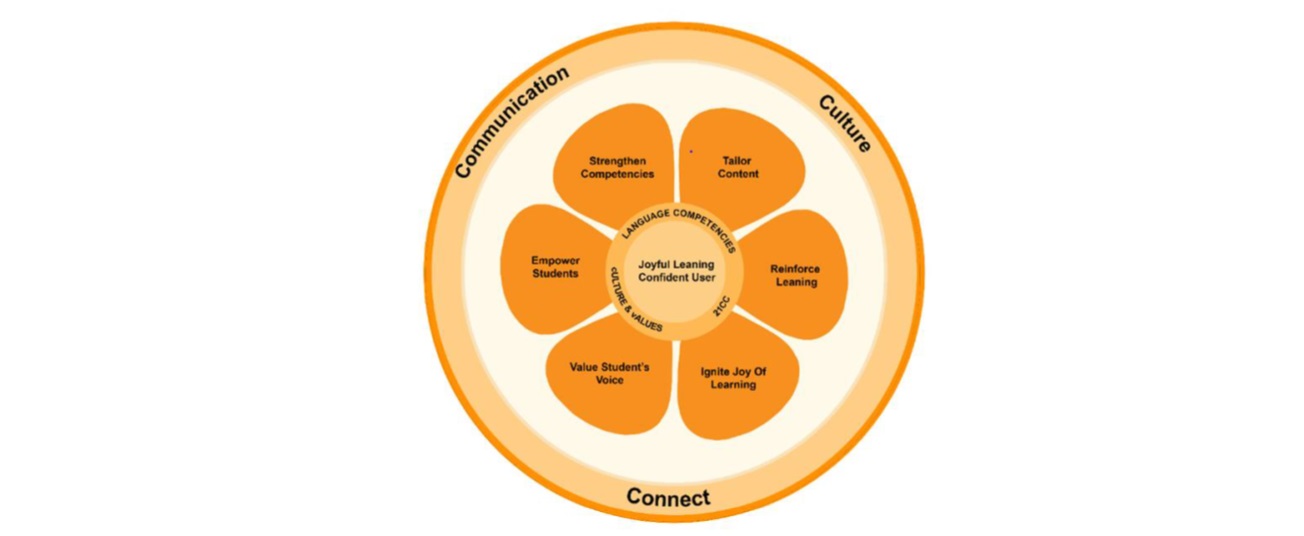 Communication
Culture
Strengthen
Competencies
Tailor
Content
LANGUAGE COMPETENCIES
Empower
Students
Joyful Leaning
Confident User
Reinforce
Leaning
cULTURE & vALUES
21CC
Value Student's
Voice
Ignite Joy Of
Learning
Connect